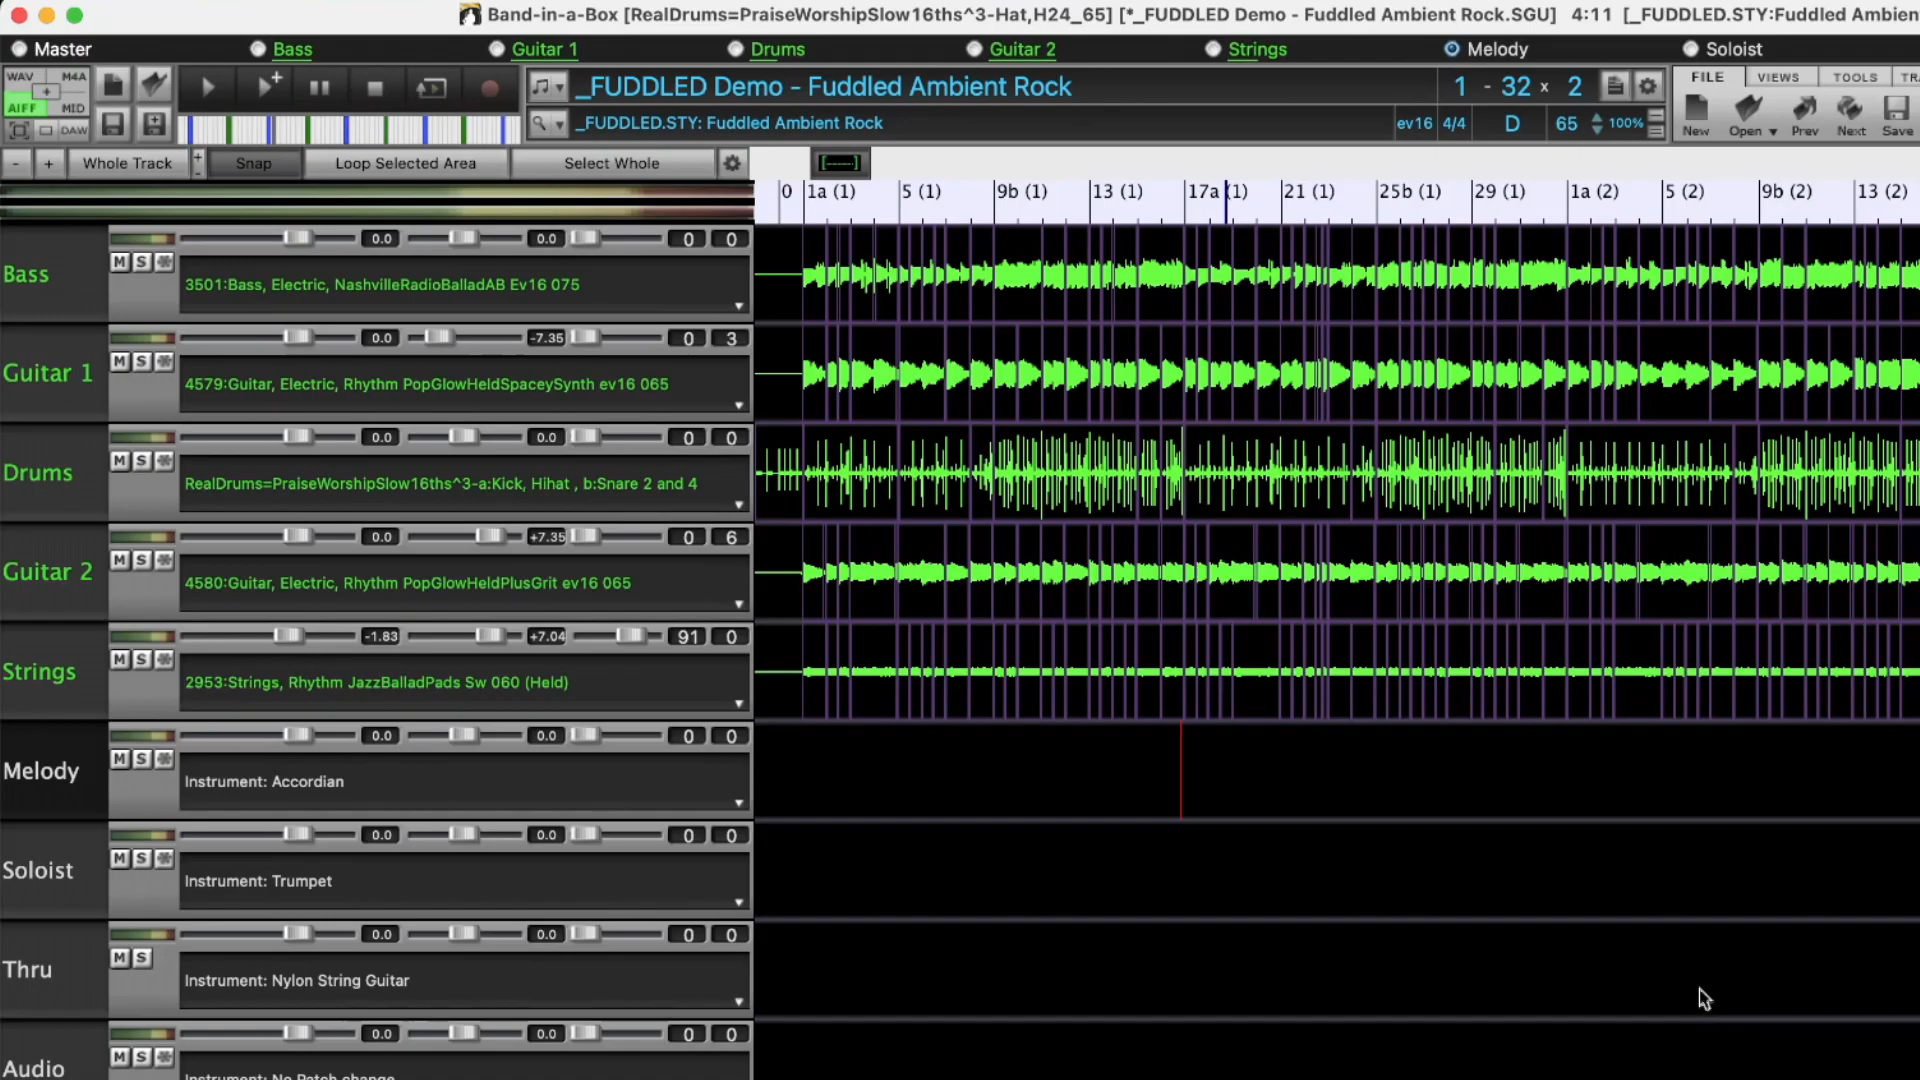 Band-in-a-Box [RealDrums=PraiseWorshipSlow16ths^3-Hat,H24_65] [*_FUDDLED Demo - Fuddled Ambient Rock.SGU] 4:11 [_FUDDLED.STY:Fuddled Ambien
Master Bass Guitar 1 Drums Guitar 2 Strings Melody Soloist
WAV M4A
AIFF MID
DAW
_FUDDLED Demo - Fuddled Ambient Rock 1 - 32 x 2
_FUDDLED.STY: Fuddled Ambient Rock ev16 4/4 D 65 100%
FILE VIEWS TOOLS TR
New Open Prev Next Save
- + Whole Track + - Snap Loop Selected Area Select Whole
0 1a (1) 5 (1) 9b (1) 13 (1) 17a (1) 21 (1) 25b (1) 29 (1) 1a (2) 5 (2) 9b (2) 13 (2)
0.0 0.0 0 0
Bass M S
3501:Bass, Electric, NashvilleRadioBalladAB Ev16 075
0.0 -7.35 0 3
Guitar 1 M S
4579:Guitar, Electric, Rhythm PopGlowHeldSpaceySynth ev16 065
0.0 0.0 0 0
Drums M S
RealDrums=PraiseWorshipSlow16ths^3-a:Kick, Hihat , b:Snare 2 and 4
0.0 +7.35 0 6
Guitar 2 M S
4580:Guitar, Electric, Rhythm PopGlowHeldPlusGrit ev16 065
-1.83 +7.04 91 0
Strings M S
2953:Strings, Rhythm JazzBalladPads Sw 060 (Held)
0.0 0.0 0 0
Melody M S
Instrument: Accordian
0.0 0.0 0 0
Soloist M S
Instrument: Trumpet
0.0 0.0 0 0
Thru M S
Instrument: Nylon String Guitar
0.0 0.0 0 0
Audio M S
Instrument: No Patch change